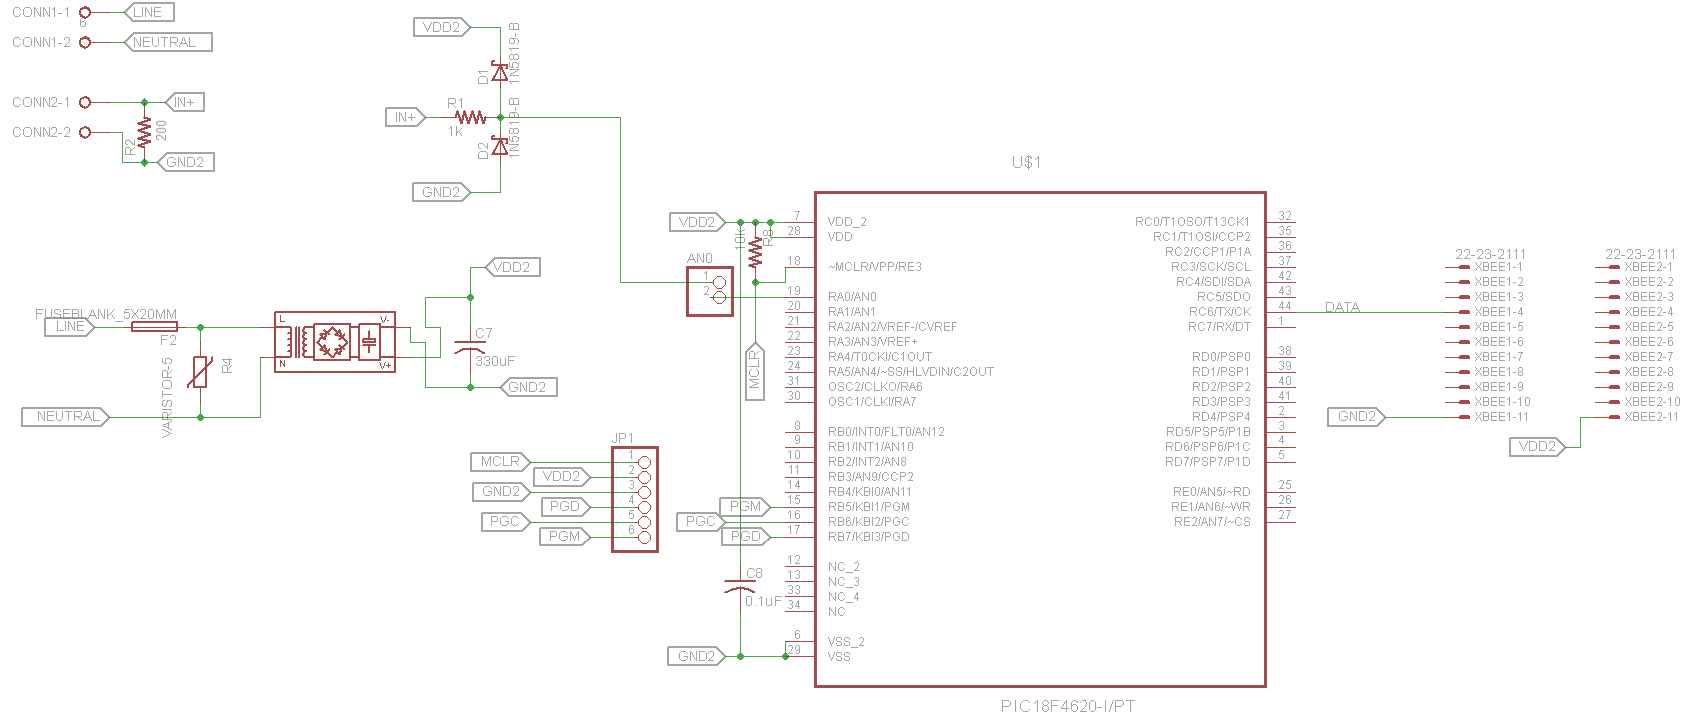 CONN1-1
6
LINE
CONN1-2
NEUTRAL
CONN2-1
IN+
CONN2-2
R2
200
GND2
VDD2
D1
1N5819-B
IN+
R1
1k
D2
1N5819-B
GND2
FUSEBLANK_5X20MM
LINE
F2
VARISTOR-5
R4
NEUTRAL
L
N
V-
V+
VDD2
C7
330uF
GND2
JP1
MCLR
1
VDD2
2
GND2
3
PGD
4
PGC
5
PGM
6
AN0
1
2
VDD2
10k
R8
MCLR
PGM
PGC
PGD
C8
0.1uF
GND2
U$1
7 VDD_2
28 VDD
18 ~MCLR/VPP/RE3
19 RA0/AN0
20 RA1/AN1
21 RA2/AN2/VREF-/CVREF
22 RA3/AN3/VREF+
23 RA4/T0CKI/C1OUT
24 RA5/AN4/~SS/HLVDIN/C2OUT
31 OSC2/CLKO/RA6
30 OSC1/CLKI/RA7
8 RB0/INT0/FLT0/AN12
9 RB1/INT1/AN10
10 RB2/INT2/AN8
11 RB3/AN9/CCP2
14 RB4/KBI0/AN11
15 RB5/KBI1/PGM
16 RB6/KBI2/PGC
17 RB7/KBI3/PGD
12 NC_2
13 NC_3
33 NC_4
34 NC
6 VSS_2
29 VSS
RC0/T1OSO/T13CK1 32
RC1/T1OSI/CCP2 35
RC2/CCP1/P1A 36
RC3/SCK/SCL 37
RC4/SDI/SDA 42
RC5/SDO 43
RC6/TX/CK 44
RC7/RX/DT 1
RD0/PSP0 38
RD1/PSP1 39
RD2/PSP2 40
RD3/PSP3 41
RD4/PSP4 2
RD5/PSP5/P1B 3
RD6/PSP6/P1C 4
RD7/PSP7/P1D 5
RE0/AN5/~RD 25
RE1/AN6/~WR 26
RE2/AN7/~CS 27
PIC18F4620-I/PT
DATA
22-23-2111
XBEE1-1
XBEE1-2
XBEE1-3
XBEE1-4
XBEE1-5
XBEE1-6
XBEE1-7
XBEE1-8
XBEE1-9
XBEE1-10
XBEE1-11
GND2
22-23-2111
XBEE2-1
XBEE2-2
XBEE2-3
XBEE2-4
XBEE2-5
XBEE2-6
XBEE2-7
XBEE2-8
XBEE2-9
XBEE2-10
XBEE2-11
VDD2